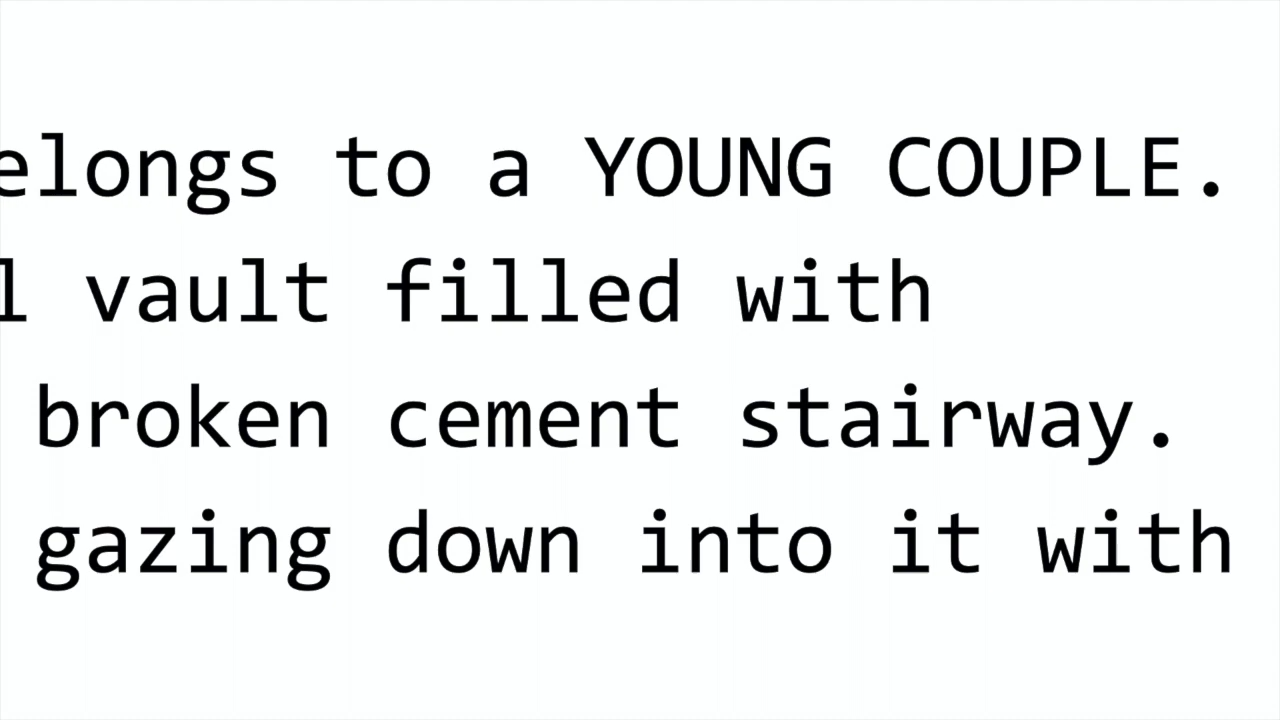 elongs to a YOUNG COUPLE.
l vault filled with
broken cement stairway.
gazing down into it with